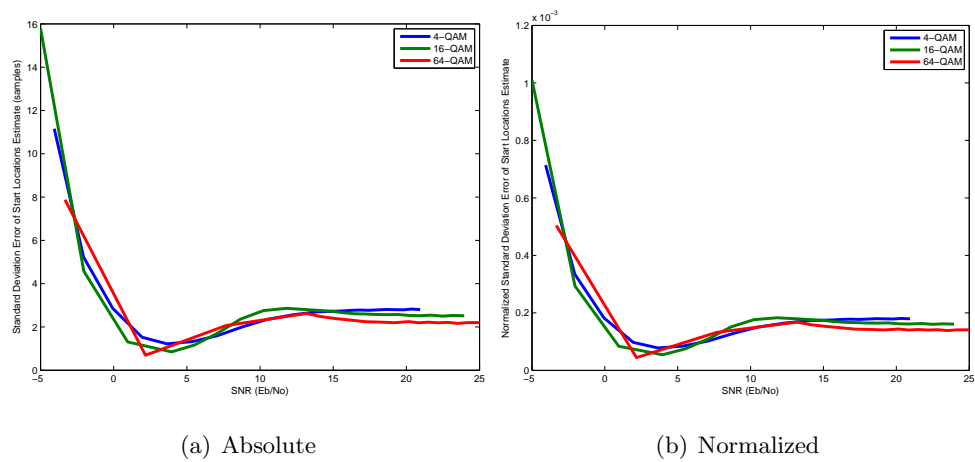 16
14
12
10
8
6
4
2
0
−5
0
5
10
15
20
25
Standard Deviation Error of Start Locations Estimate (samples)
SNR (Eb/No)
4−QAM
16−QAM
64−QAM
(a) Absolute
x 10⁻³
1.2
1
0.8
0.6
0.4
0.2
0
−5
0
5
10
15
20
25
Normalized Standard Deviation Error of Start Locations Estimate
SNR (Eb/No)
4−QAM
16−QAM
64−QAM
(b) Normalized